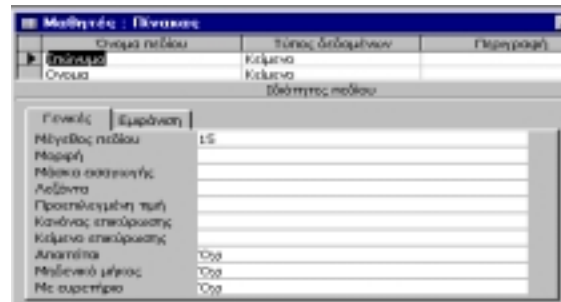 Μαθητές : Πίνακας
Όνομα πεδίου Τύπος δεδομένων Περιγραφή
Επώνυμο Κείμενο
Όνομα Κείμενο
Ιδιότητες πεδίου
Γενικές Εμφάνιση
Μέγεθος πεδίου 15
Μορφή
Μάσκα εισαγωγής
Λεζάντα
Προεπιλεγμένη τιμή
Κανόνας επικύρωσης
Κείμενο επικύρωσης
Απαιτείται Όχι
Μηδενικό μήκος Όχι
Με ευρετήριο Όχι